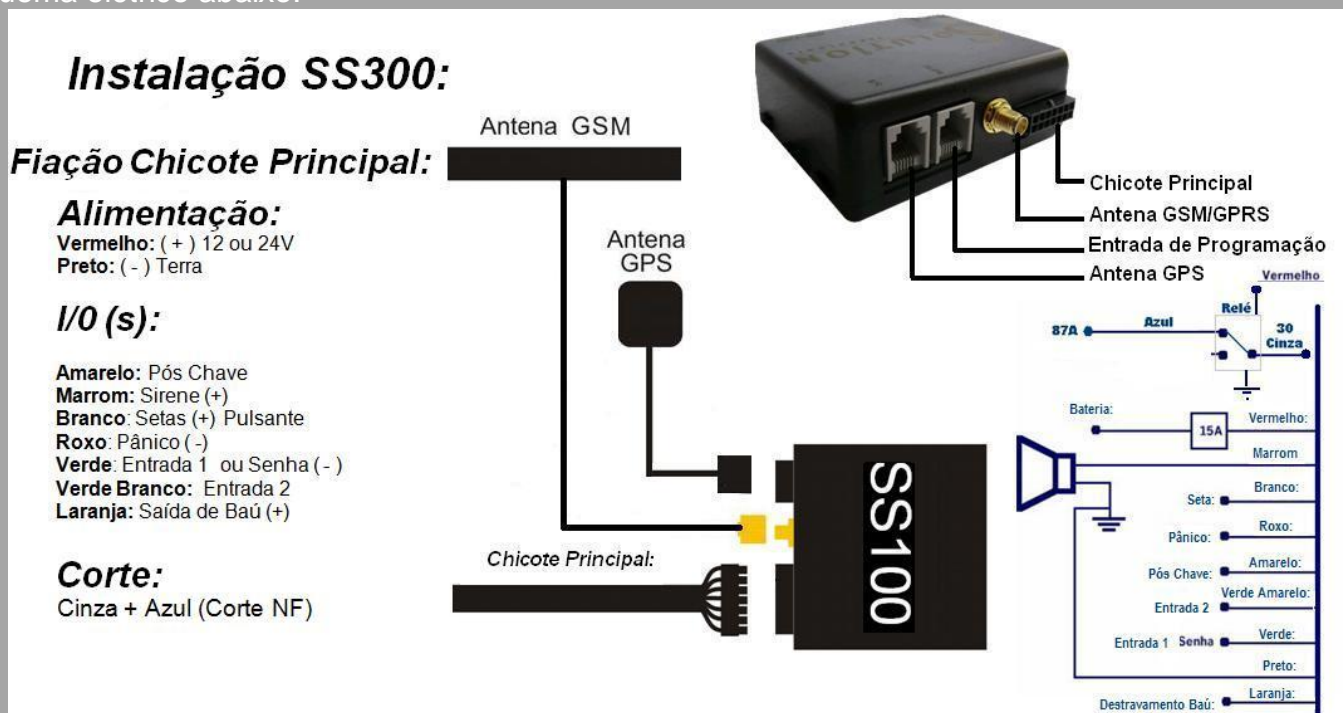 Instalação SS300:
Fiação Chicote Principal:
Alimentação:
Vermelho: ( + ) 12 ou 24V
Preto: ( - ) Terra
I/0 (s):
Amarelo: Pós Chave
Marrom: Sirene (+)
Branco: Setas (+) Pulsante
Roxo: Pânico ( -)
Verde: Entrada 1 ou Senha ( - )
Verde Branco: Entrada 2
Laranja: Saída de Baú (+)
Corte:
Cinza + Azul (Corte NF)
Antena GSM
Antena
GPS
Chicote Principal:
SS100
Chicote Principal
Antena GSM/GPRS
Entrada de Programação
Antena GPS
Vermelho
Relé
87A
Azul
30
Cinza
Bateria:
15A
Vermelho:
Marrom
Seta:
Branco:
Pânico:
Roxo:
Pós Chave:
Amarelo:
Entrada 2
Verde Amarelo:
Entrada 1 Senha
Verde:
Preto:
Destravamento Baú:
Laranja: